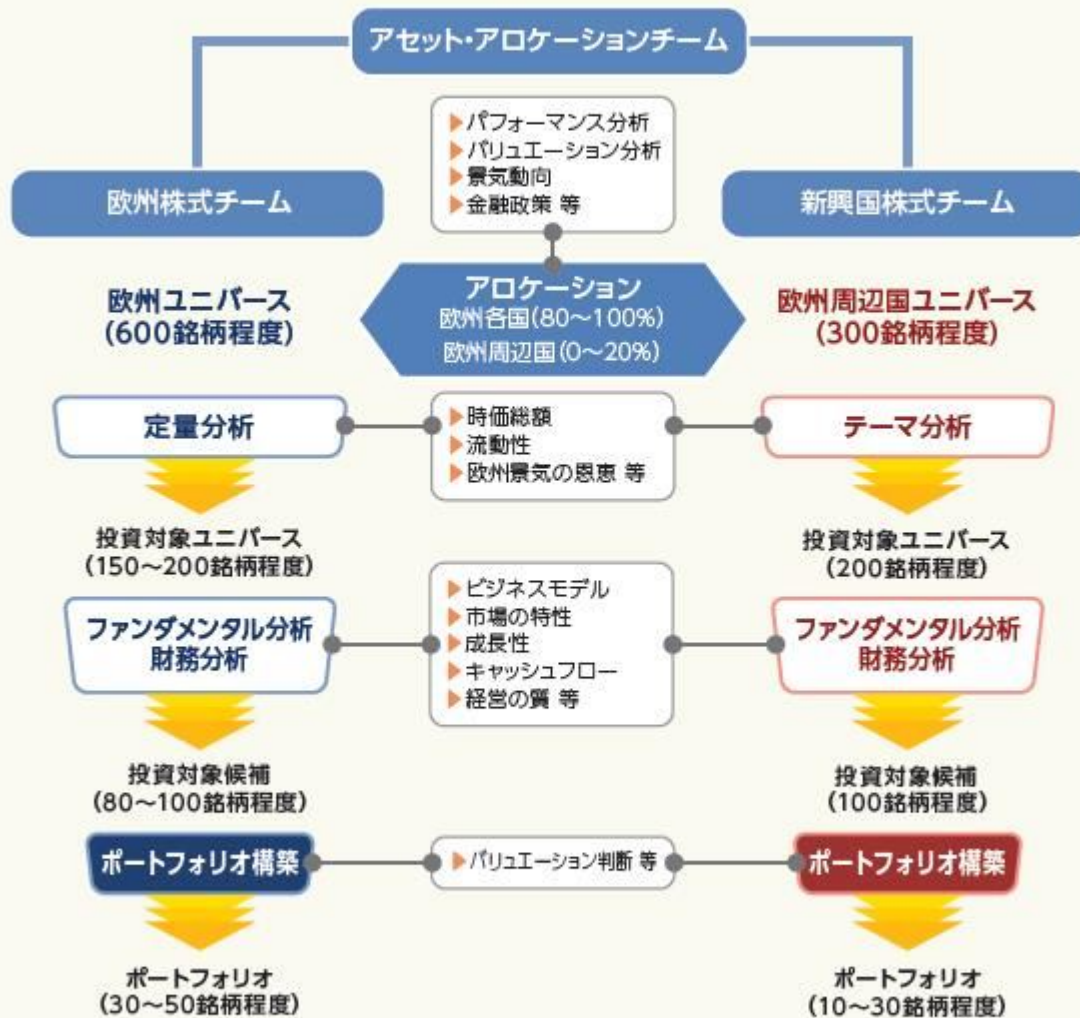 アセット・アロケーションチーム
▶パフォーマンス分析
▶バリュエーション分析
▶景気動向
▶金融政策 等
欧州株式チーム
新興国株式チーム
欧州ユニバース
(600銘柄程度)
アロケーション
欧州各国(80～100%)
欧州周辺国(0～20%)
欧州周辺国ユニバース
(300銘柄程度)
定量分析
▶時価総額
▶流動性
▶欧州景気の恩恵 等
テーマ分析
投資対象ユニバース
(150～200銘柄程度)
投資対象ユニバース
(200銘柄程度)
ファンダメンタル分析
財務分析
▶ビジネスモデル
▶市場の特性
▶成長性
▶キャッシュフロー
▶経営の質 等
ファンダメンタル分析
財務分析
投資対象候補
(80～100銘柄程度)
投資対象候補
(100銘柄程度)
ポートフォリオ構築
▶バリュエーション判断 等
ポートフォリオ構築
ポートフォリオ
(30～50銘柄程度)
ポートフォリオ
(10～30銘柄程度)